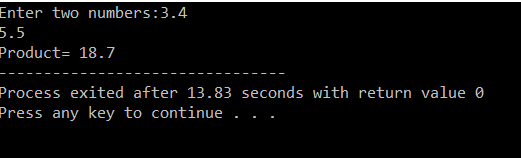 Enter two numbers:3.4
5.5
Product= 18.7
--------------------------------
Process exited after 13.83 seconds with return value 0
Press any key to continue . . .